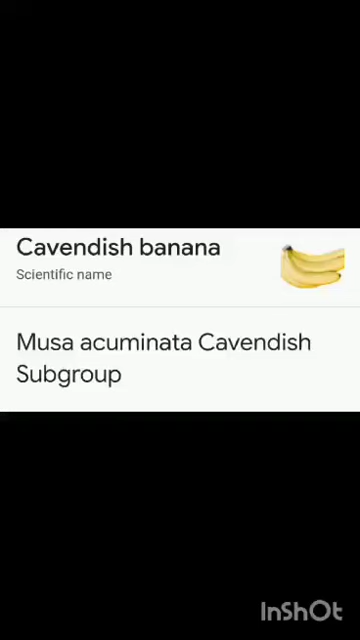 Cavendish banana
Scientific name
Musa acuminata Cavendish
Subgroup
InShOt